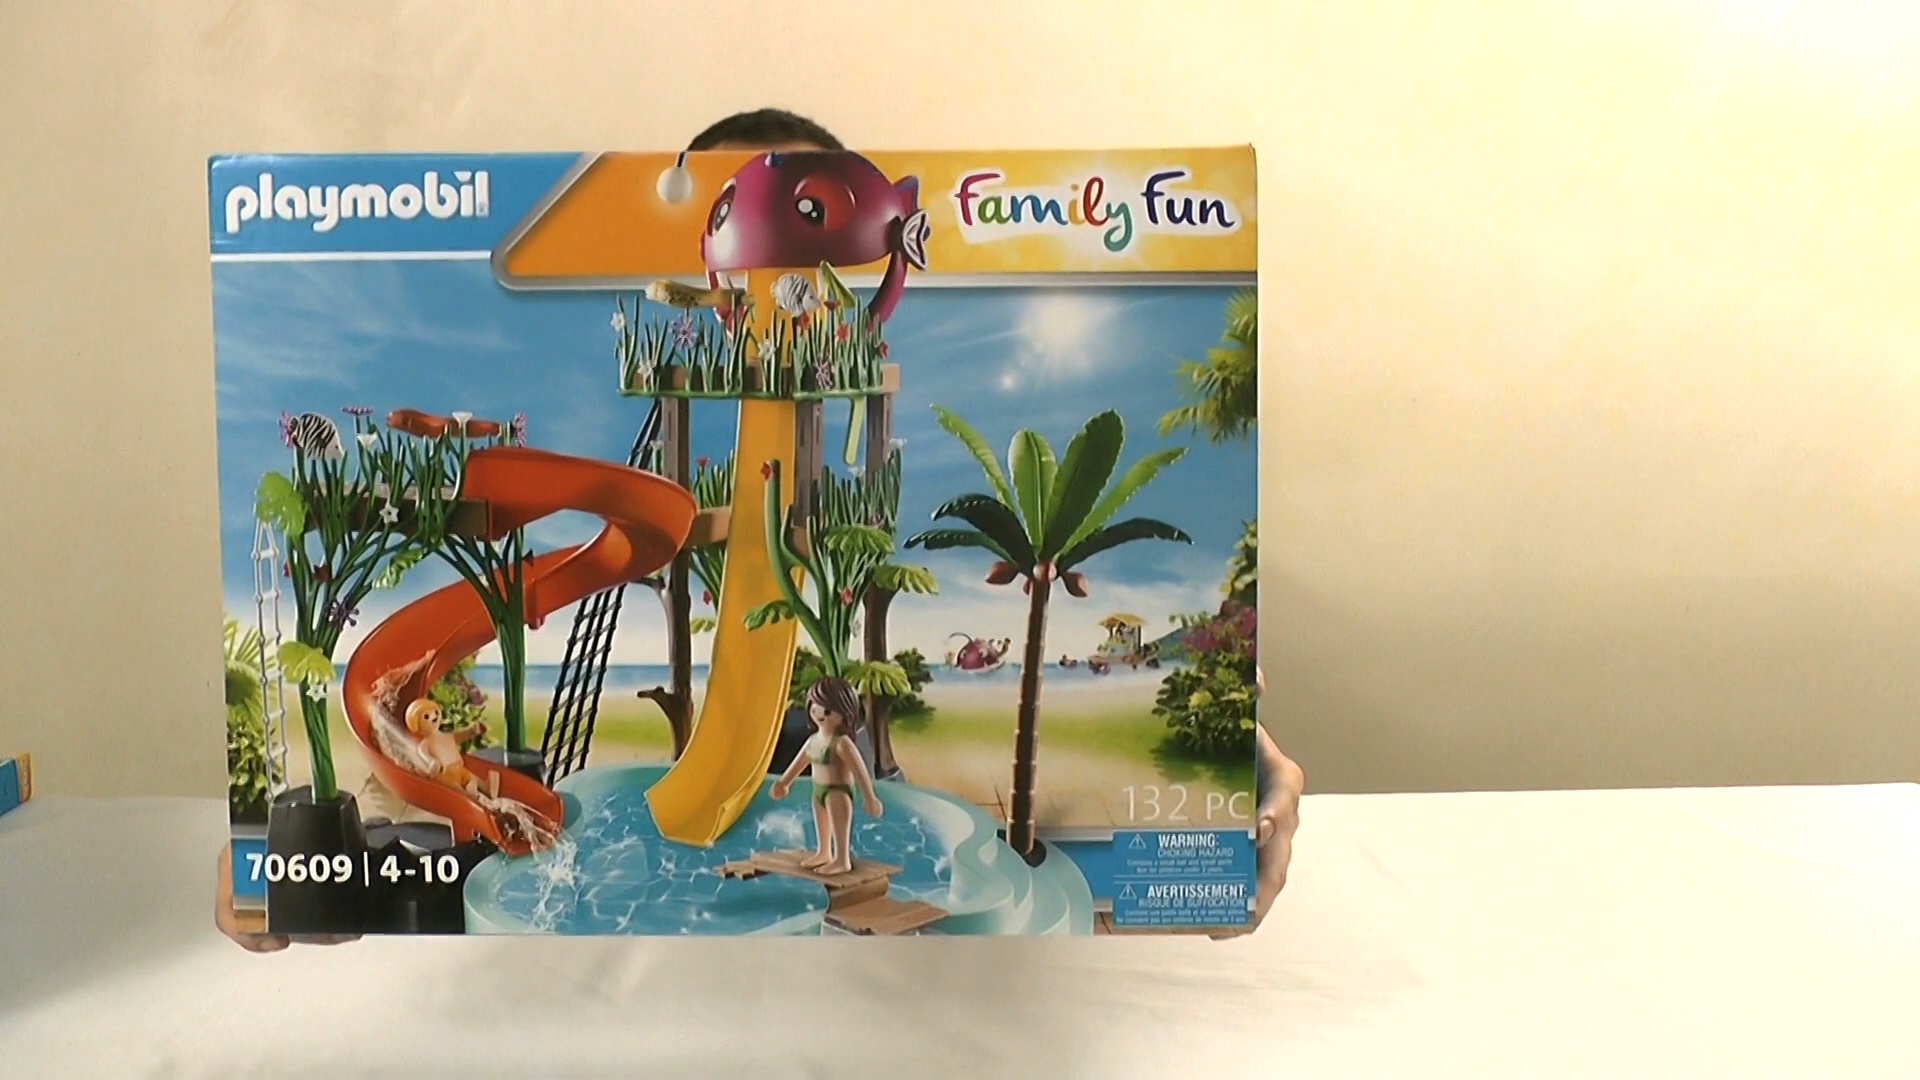 playmobil
family fun
132 PC
WARNING:
CHOKING HAZARD
70609 | 4-10
AVERTISSEMENT:
RISQUE DE SUFFOCATION